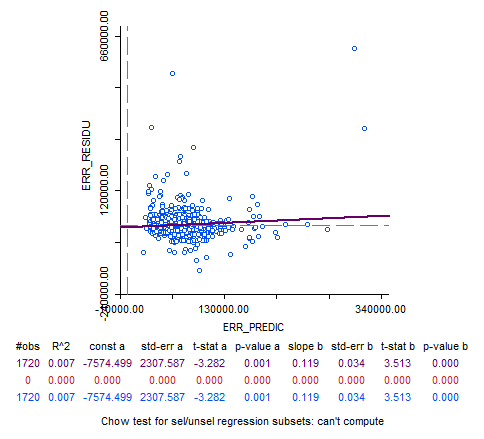 660000.00
120000.00
-240000.00
ERR_RESIDU
-10000.00
130000.00
340000.00
ERR_PREDIC
#obs R^2 const a std-err a t-stat a p-value a slope b std-err b t-stat b p-value b
1720 0.007 -7574.499 2307.587 -3.282 0.001 0.119 0.034 3.513 0.000
0 0.000 0.000 0.000 0.000 0.000 0.000 0.000 0.000 0.000
1720 0.007 -7574.499 2307.587 -3.282 0.001 0.119 0.034 3.513 0.000
Chow test for sel/unsel regression subsets: can't compute